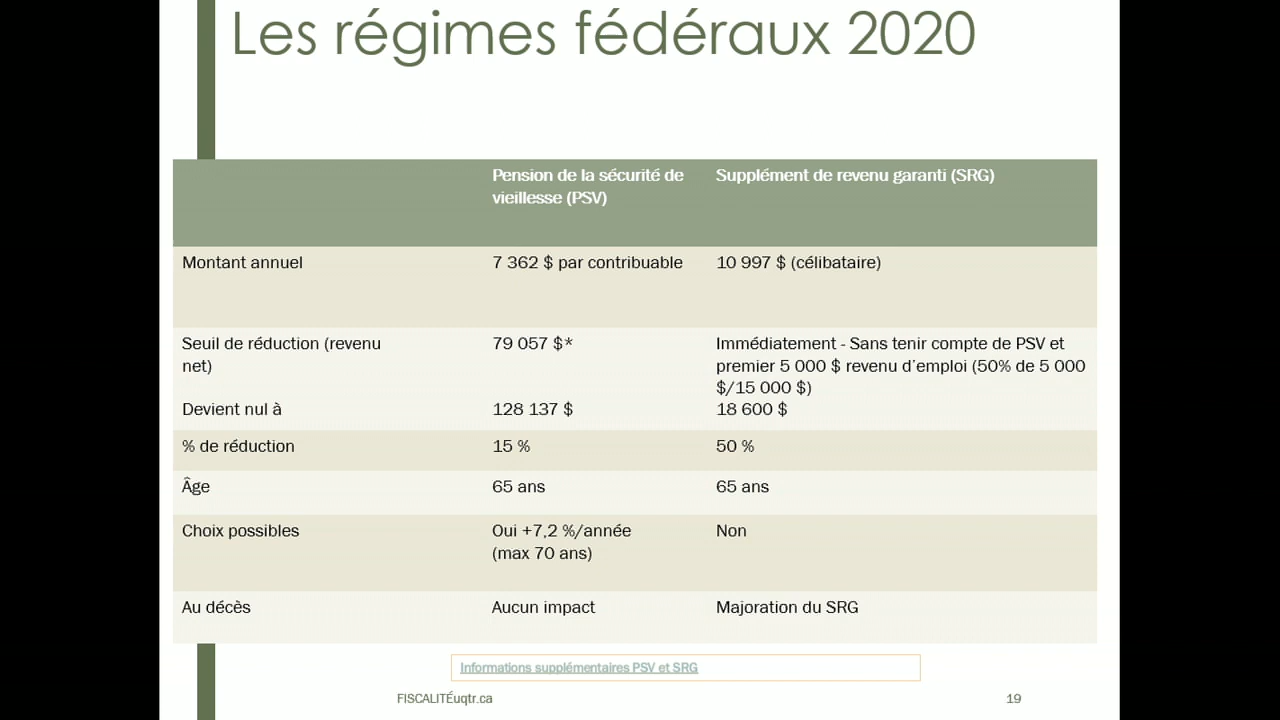 Les régimes fédéraux 2020
Pension de la sécurité de
vieillesse (PSV)
Supplément de revenu garanti (SRG)
Montant annuel
7 362 $ par contribuable
10 997 $ (célibataire)
Seuil de réduction (revenu
net)
79 057 $*
Immédiatement - Sans tenir compte de PSV et
premier 5 000 $ revenu d’emploi (50% de 5 000
$/15 000 $)
Devient nul à
128 137 $
18 600 $
% de réduction
15 %
50 %
Âge
65 ans
65 ans
Choix possibles
Oui +7,2 %/année
(max 70 ans)
Non
Au décès
Aucun impact
Majoration du SRG
Informations supplémentaires PSV et SRG
FISCALITÉuqtr.ca
19